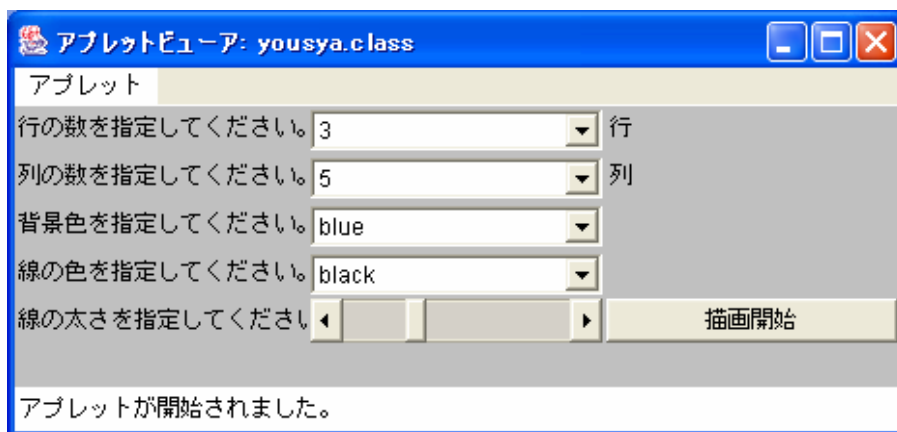 アプレットビューア: yousya.class
アプレット
行の数を指定してください。 3 行
列の数を指定してください。 5 列
背景色を指定してください。 blue
線の色を指定してください。 black
線の太さを指定してくださ 描画開始
アプレットが開始されました。